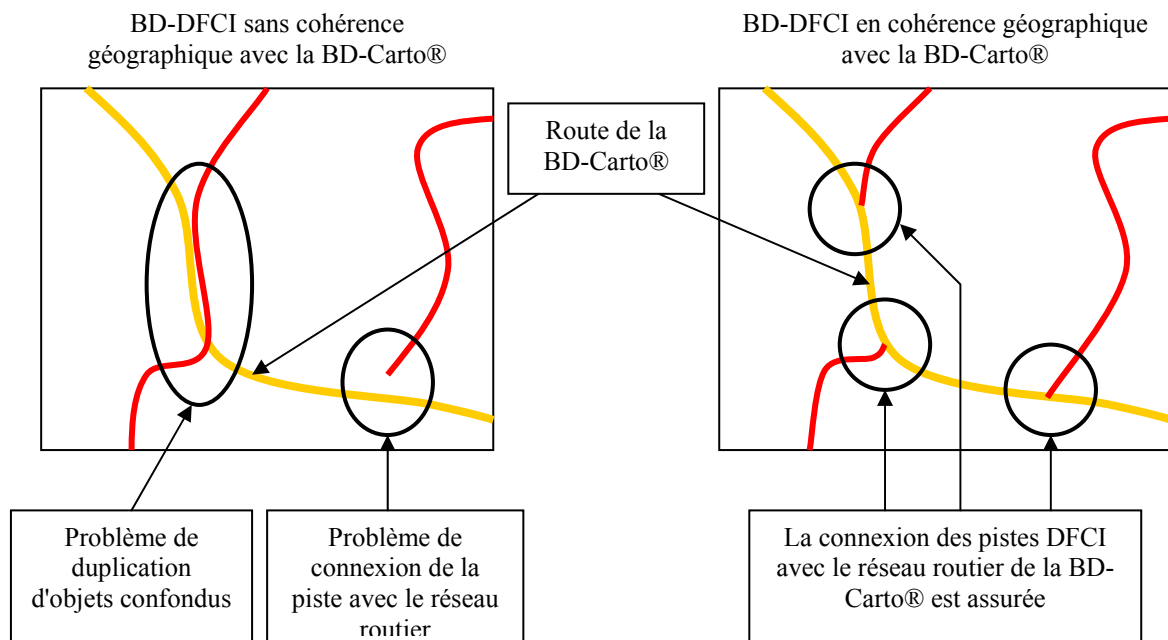 BD-DFCI sans cohérence
géographique avec la BD-Carto®
BD-DFCI en cohérence géographique
avec la BD-Carto®
Route de la
BD-Carto®
Problème de
duplication
d'objets confondus
Problème de
connexion de la
piste avec le réseau
routier
La connexion des pistes DFCI
avec le réseau routier de la BD-
Carto® est assurée